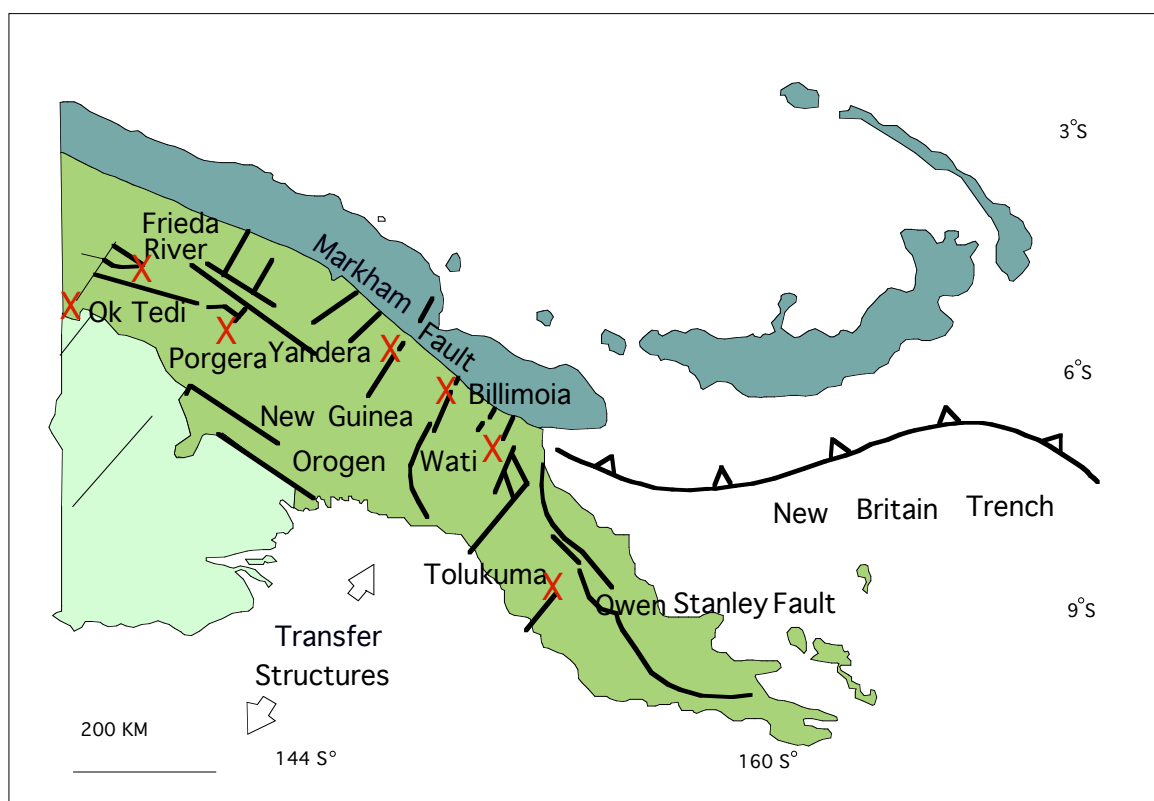 3°S
Frieda
River
Markham Fault
Ok Tedi
Porgera
Yandera
6°S
Billimoia
New Guinea
Orogen
Wati
New Britain Trench
Tolukuma
Owen Stanley Fault
9°S
Transfer
Structures
200 KM
144 S°
160 S°